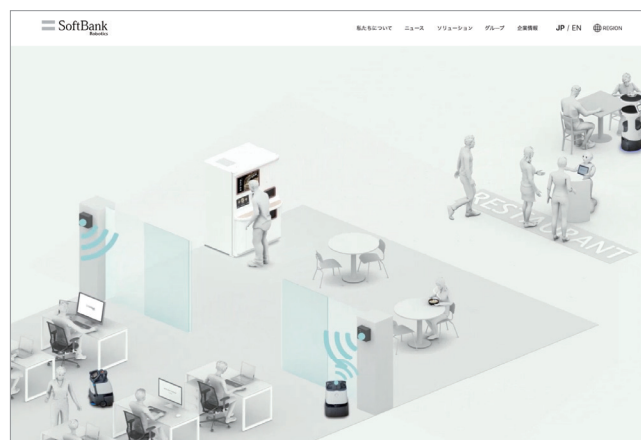 SoftBank
Robotics
私たちについて ニュース ソリューション グループ 企業情報 JP / EN REGION
RESTAURANT